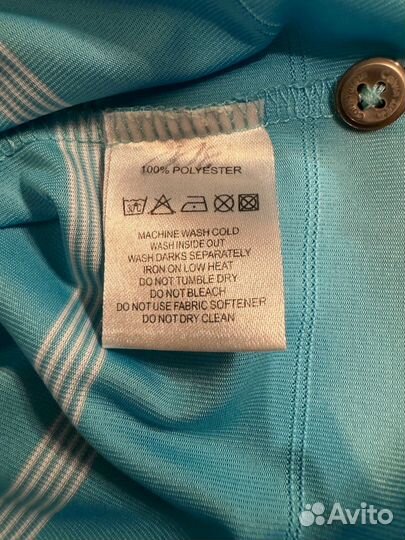 100% POLYESTER
MACHINE WASH COLD
WASH INSIDE OUT
WASH DARKS SEPARATELY
IRON ON LOW HEAT
DO NOT TUMBLE DRY
DO NOT BLEACH
DO NOT USE FABRIC SOFTENER
DO NOT DRY CLEAN
Avito